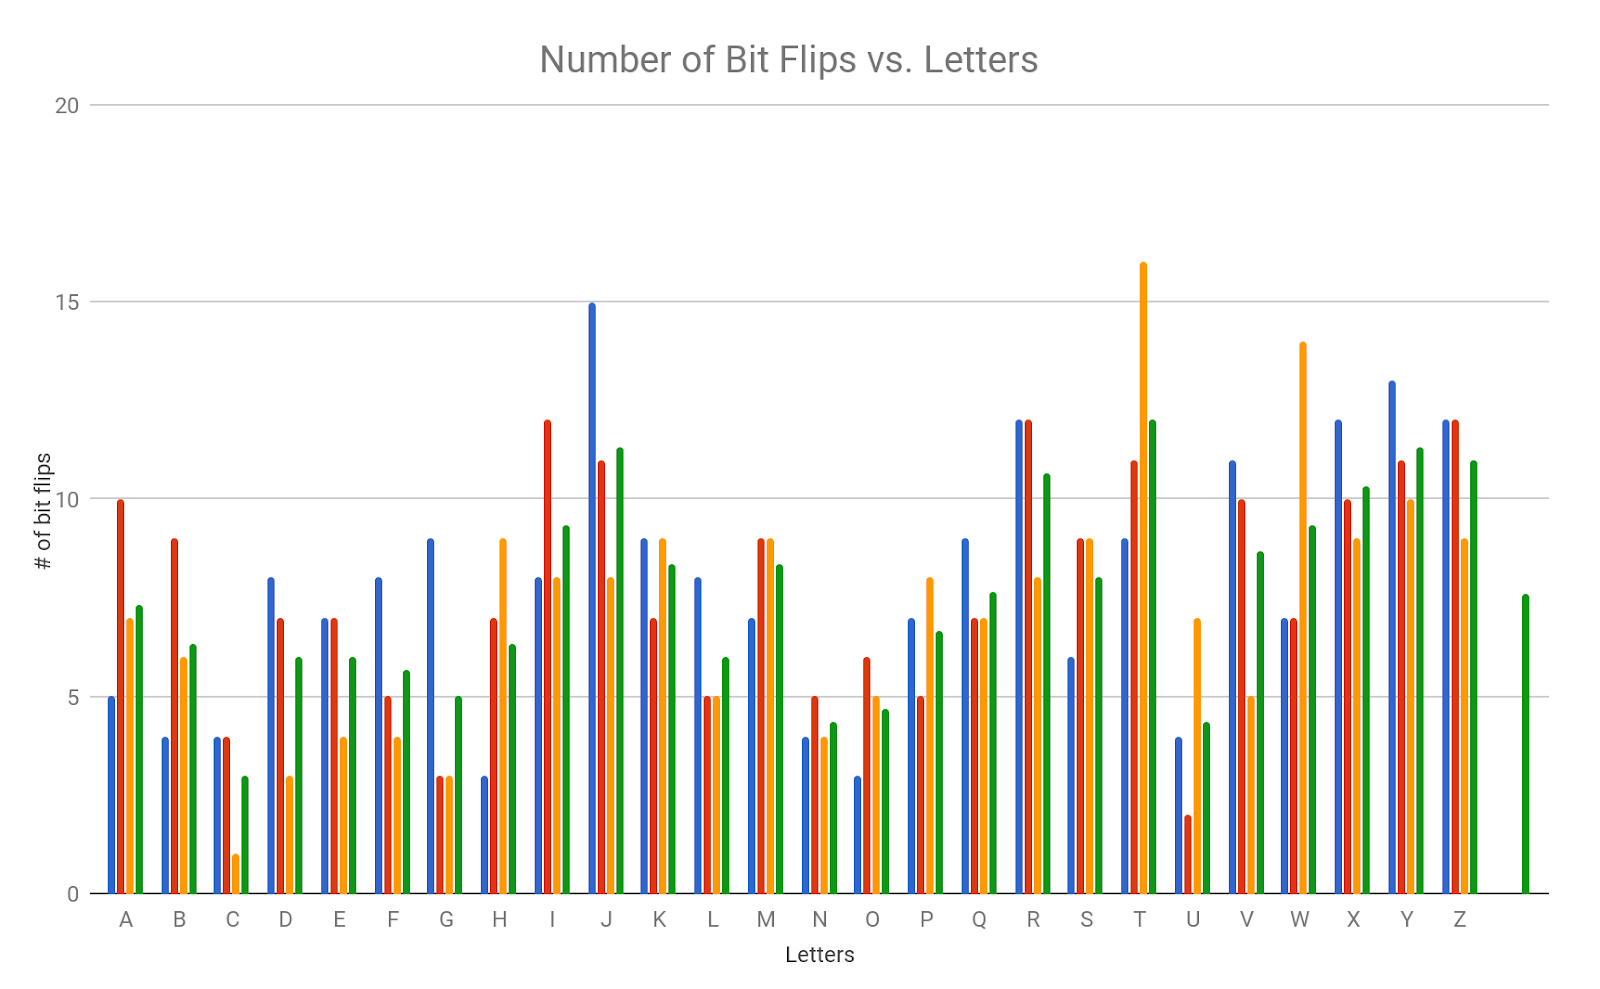 Number of Bit Flips vs. Letters
20
15
10
5
0
# of bit flips
A B C D E F G H I J K L M N O P Q R S T U V W X Y Z
Letters